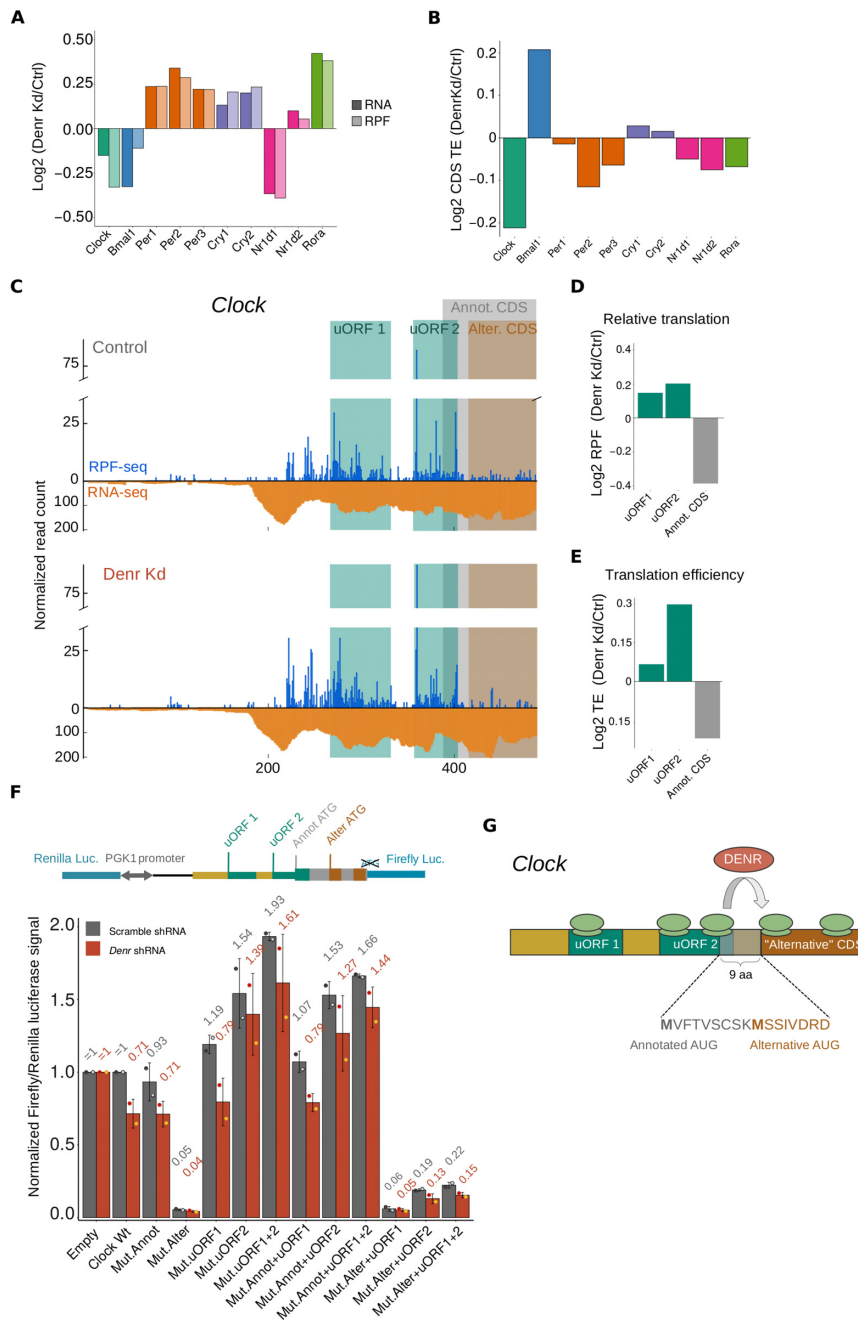 A
0.50
0.25
0.00
−0.25
−0.50
Log2 (Denr Kd/Ctrl)
RNA
RPF
Clock
Bmal1
Per1
Per2
Per3
Cry1
Cry2
Nr1d1
Nr1d2
Rora
B
0.2
0.1
0
−0.1
−0.2
Log2 CDS TE (DenrKd/Ctrl)
Clock
Bmal1
Per1
Per2
Per3
Cry1
Cry2
Nr1d1
Nr1d2
Rora
C
Clock
Annot. CDS
uORF 1
uORF 2
Alter. CDS
Control
75
25
RPF-seq
0
RNA-seq
100
200
Normalized read count
Denr Kd
75
25
0
100
200
200
400
D
Relative translation
0.4
0.2
0
−0.2
−0.4
Log2 RPF (Denr Kd/Ctrl)
uORF1
uORF2
Annot. CDS
E
Translation efficiency
0.3
0.15
0
0.15
Log2 TE (Denr Kd/Ctrl)
uORF1
uORF2
Annot. CDS
F
uORF 1
uORF 2
Annot ATG
Alter ATG
Renilla Luc.
PGK1promoter
ATG
Firefly Luc.
Normalized Firefly/Renilla luciferase signal
2.0
1.5
1.0
0.5
0.0
Scramble shRNA
Denr shRNA
=1
=1
=1
0.71
0.93
0.71
0.05
0.04
1.19
0.79
1.54
1.39
1.93
1.61
1.07
0.79
1.53
1.27
1.66
1.44
0.06
0.05
0.19
0.13
0.22
0.15
Empty
Clock Wt
Mut.Annot
Mut.Alter
Mut.uORF1
Mut.uORF2
Mut.uORF1+2
Mut.Annot+uORF1
Mut.Annot+uORF2
Mut.Annot+uORF1+2
Mut.Alter+uORF1
Mut.Alter+uORF2
Mut.Alter+uORF1+2
G
Clock
DENR
uORF 1
uORF 2
"Alternative" CDS
9 aa
MVFTVSCSKMSSIVDRD
Annotated AUG
Alternative AUG